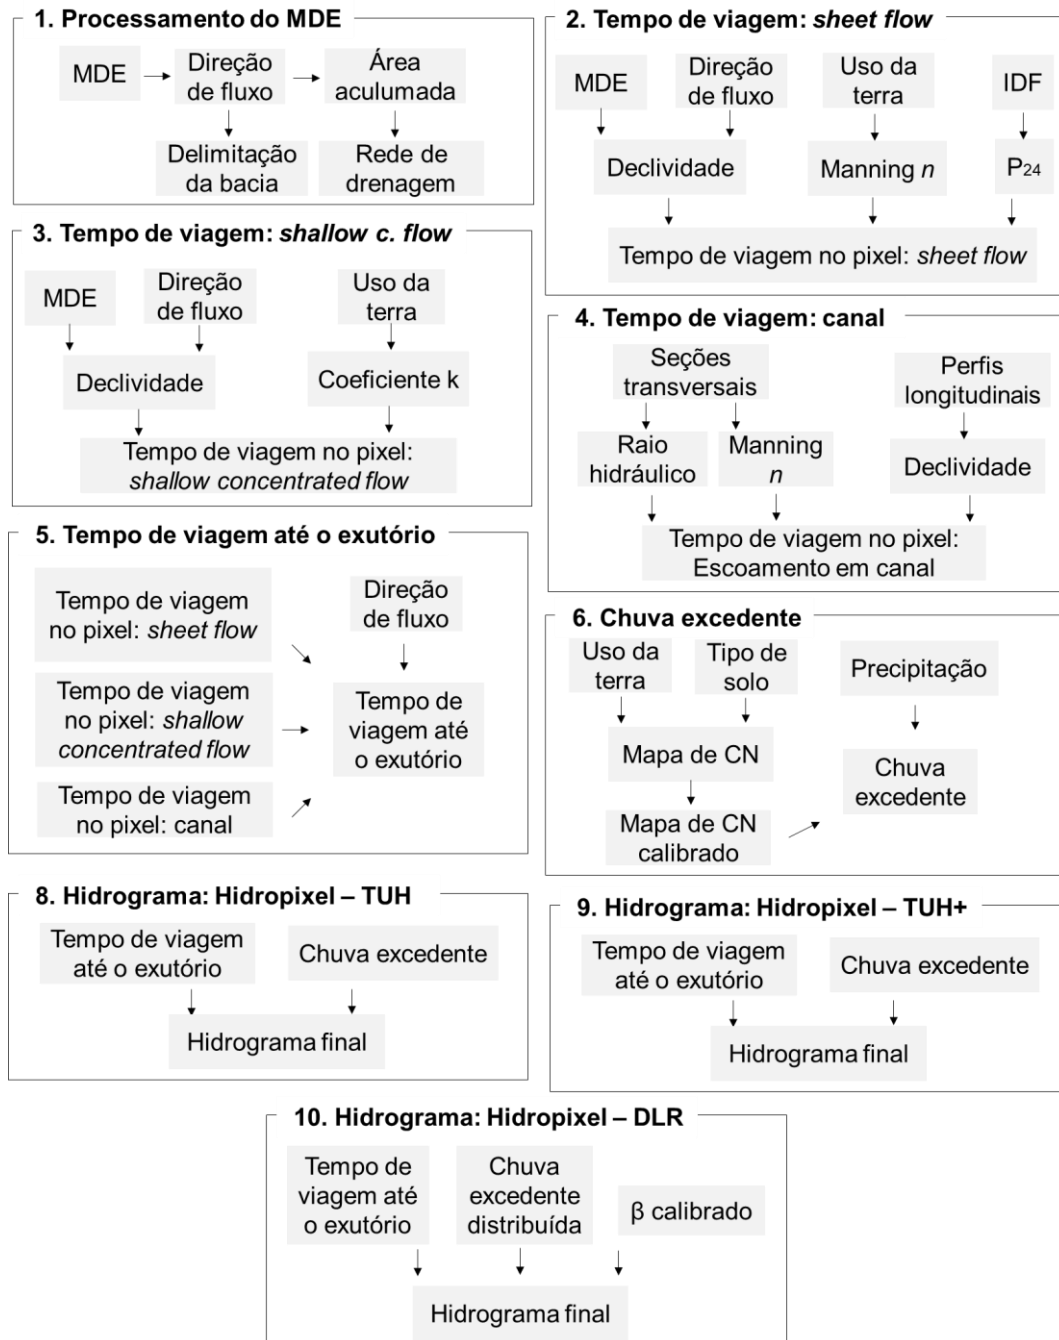 1. Processamento do MDE
MDE
Direção
de fluxo
Área
aculumada
Delimitação
da bacia
Rede de
drenagem
2. Tempo de viagem: sheet flow
MDE
Direção
de fluxo
Uso da
terra
IDF
Declividade
Manning n
P24
Tempo de viagem no pixel: sheet flow
3. Tempo de viagem: shallow c. flow
MDE
Direção
de fluxo
Uso da
terra
Declividade
Coeficiente k
Tempo de viagem no pixel:
shallow concentrated flow
4. Tempo de viagem: canal
Seções
transversais
Perfis
longitudinais
Raio
hidráulico
Manning
n
Declividade
Tempo de viagem no pixel:
Escoamento em canal
5. Tempo de viagem até o exutório
Tempo de viagem
no pixel: sheet flow
Direção
de fluxo
Tempo de viagem
no pixel: shallow
concentrated flow
Tempo de
viagem até
o exutório
Tempo de viagem
no pixel: canal
6. Chuva excedente
Uso da
terra
Tipo de
solo
Precipitação
Mapa de CN
Chuva
excedente
Mapa de CN
calibrado
8. Hidrograma: Hidropixel – TUH
Tempo de viagem
até o exutório
Chuva excedente
Hidrograma final
9. Hidrograma: Hidropixel – TUH+
Tempo de viagem
até o exutório
Chuva excedente
Hidrograma final
10. Hidrograma: Hidropixel – DLR
Tempo de
viagem até
o exutório
Chuva
excedente
distribuída
β calibrado
Hidrograma final